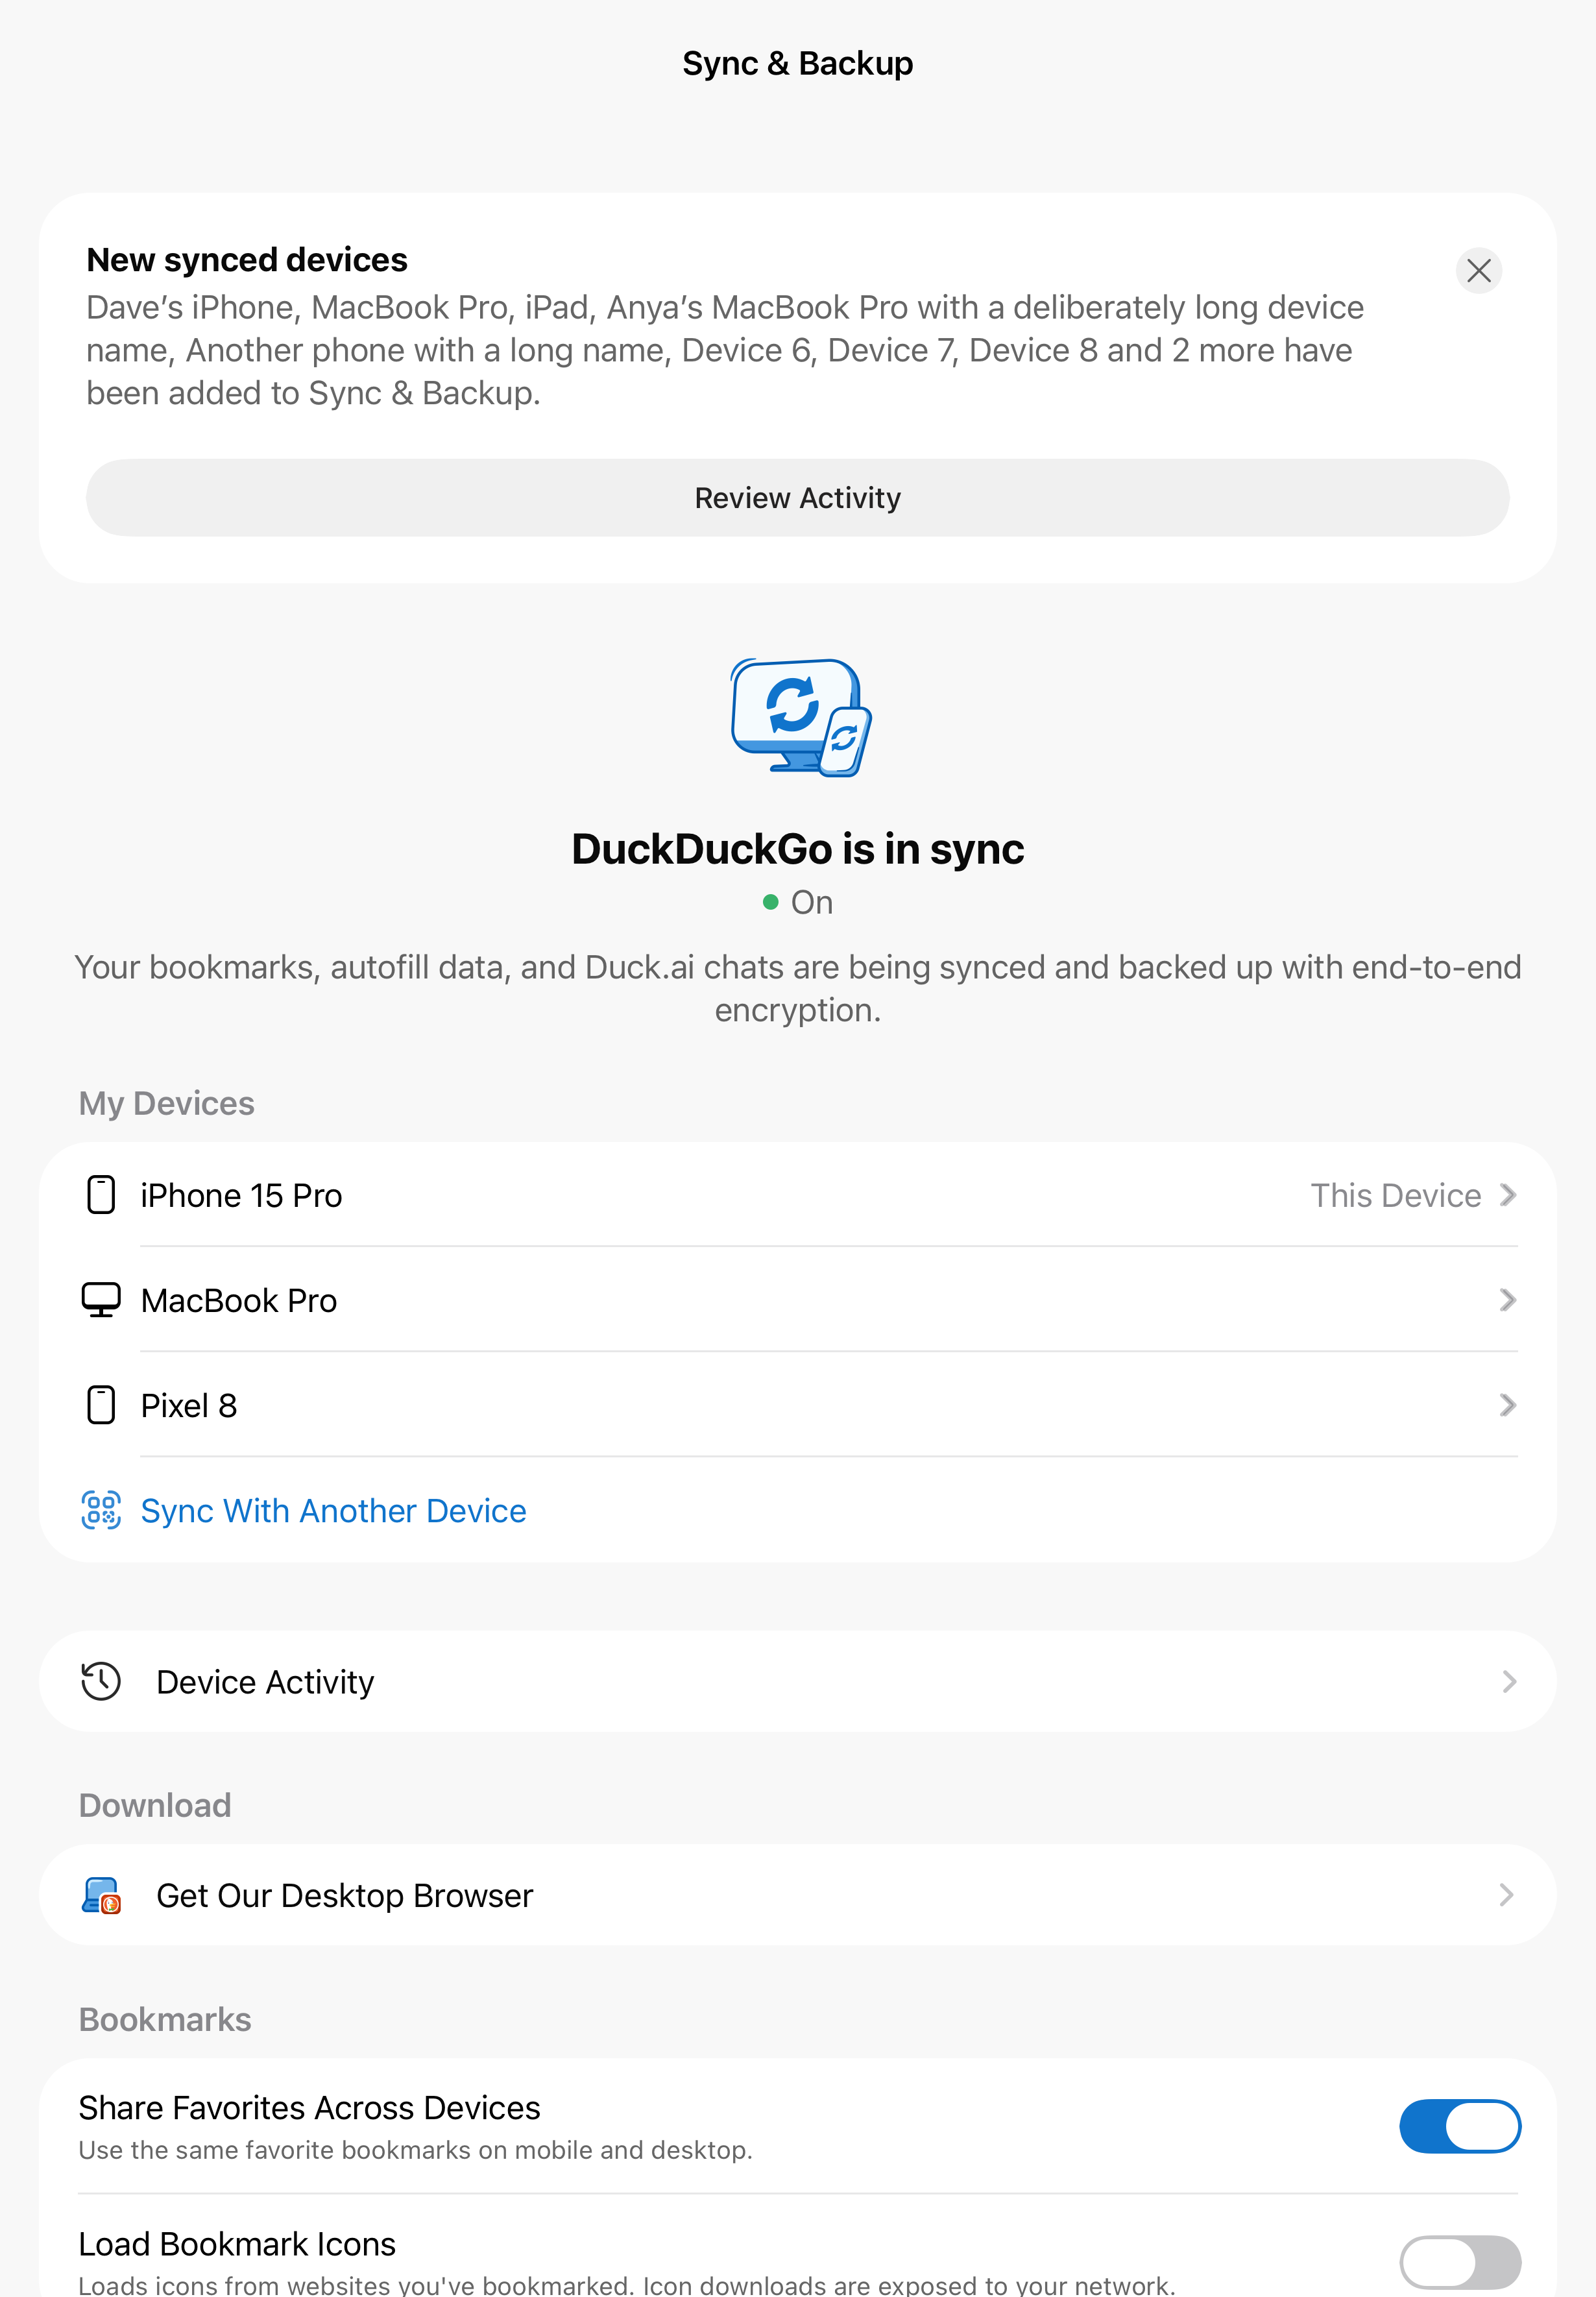 Sync & Backup
New synced devices
Dave’s iPhone, MacBook Pro, iPad, Anya’s MacBook Pro with a deliberately long device
name, Another phone with a long name, Device 6, Device 7, Device 8 and 2 more have
been added to Sync & Backup.
Review Activity
DuckDuckGo is in sync
On
Your bookmarks, autofill data, and Duck.ai chats are being synced and backed up with end-to-end
encryption.
My Devices
iPhone 15 Pro
This Device
MacBook Pro
Pixel 8
Sync With Another Device
Device Activity
Download
Get Our Desktop Browser
Bookmarks
Share Favorites Across Devices
Use the same favorite bookmarks on mobile and desktop.
Load Bookmark Icons
Loads icons from websites you've bookmarked. Icon downloads are exposed to your network.